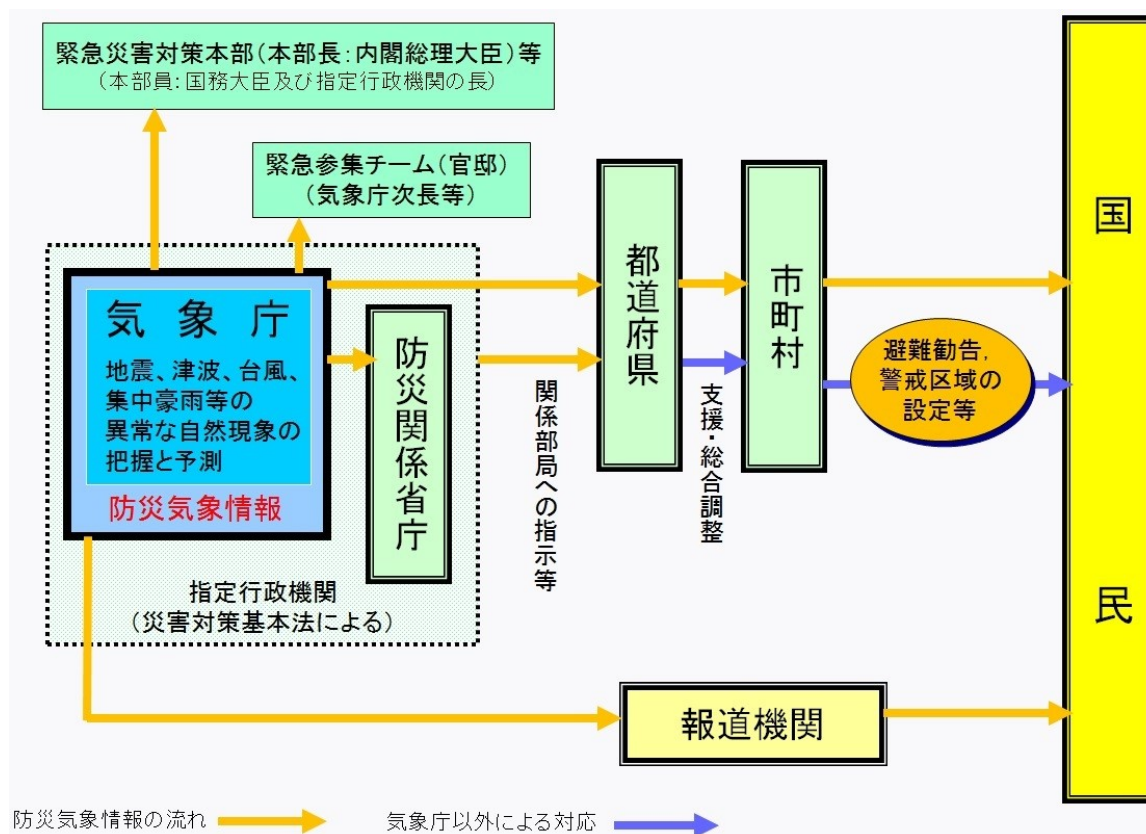 緊急災害対策本部(本部長:内閣総理大臣)等
(本部員:国務大臣及び指定行政機関の長)
緊急参集チーム(官邸)
(気象庁次長等)
気象庁
地震、津波、台風、
集中豪雨等の
異常な自然現象の
把握と予測
防災気象情報
防災関係省庁
指定行政機関
(災害対策基本法による)
関係部局への指示等
都道府県
支援・総合調整
市町村
避難勧告,
警戒区域の
設定等
国民
報道機関
防災気象情報の流れ
気象庁以外による対応